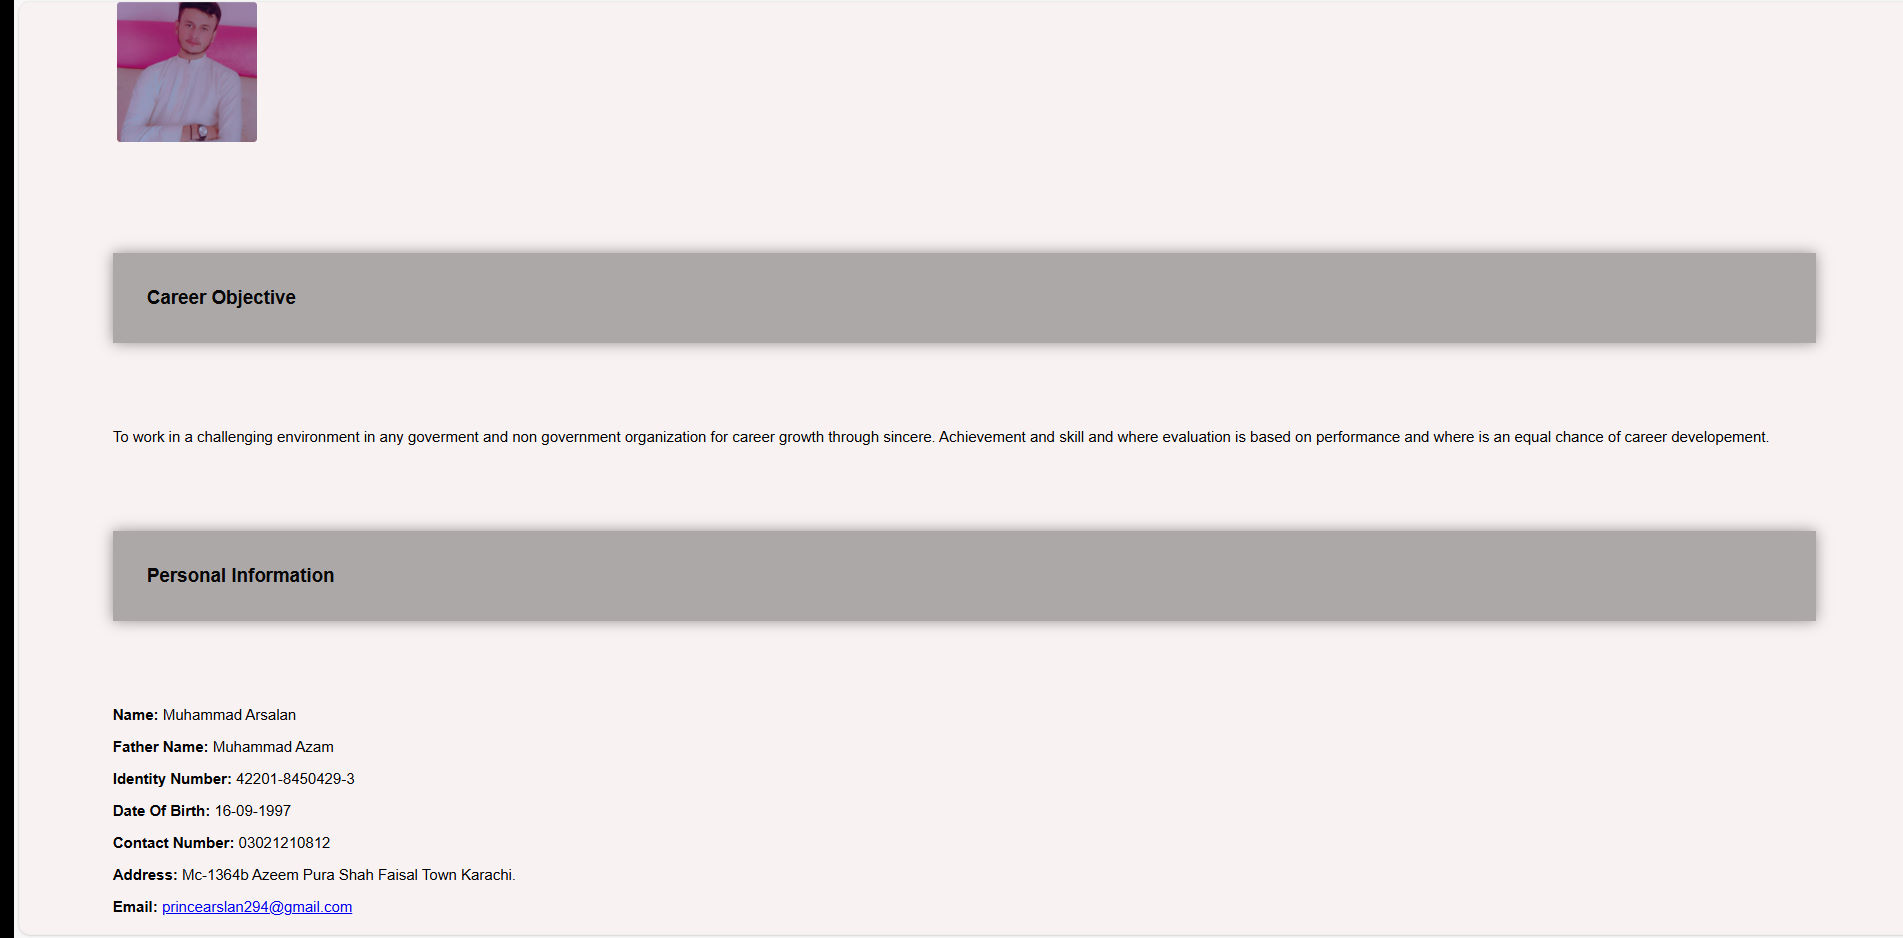 Career Objective
To work in a challenging environment in any goverment and non government organization for career growth through sincere. Achievement and skill and where evaluation is based on performance and where is an equal chance of career developement.
Personal Information
Name: Muhammad Arsalan
Father Name: Muhammad Azam
Identity Number: 42201-8450429-3
Date Of Birth: 16-09-1997
Contact Number: 03021210812
Address: Mc-1364b Azeem Pura Shah Faisal Town Karachi.
Email: princearslan294@gmail.com